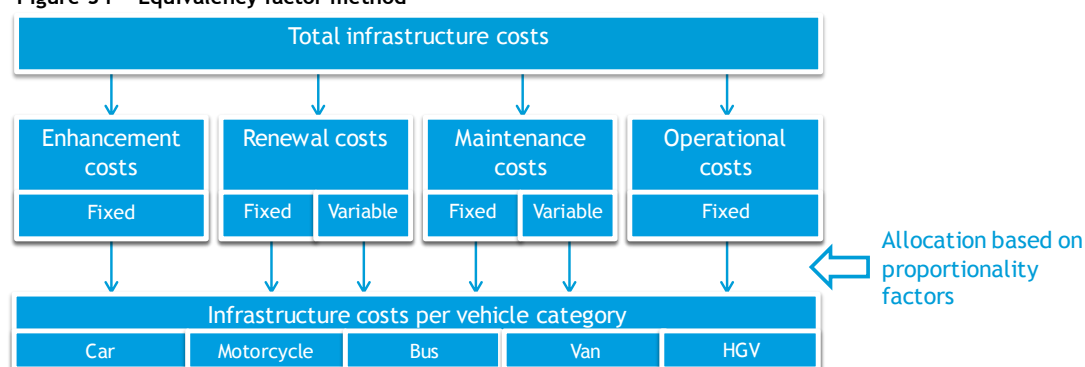 Figure 31 – Equivalency factor method
Total infrastructure costs
Enhancement
costs
Renewal costs
Maintenance
costs
Operational
costs
Fixed
Fixed
Variable
Fixed
Variable
Fixed
Allocation based on
proportionality
factors
Infrastructure costs per vehicle category
Car
Motorcycle
Bus
Van
HGV